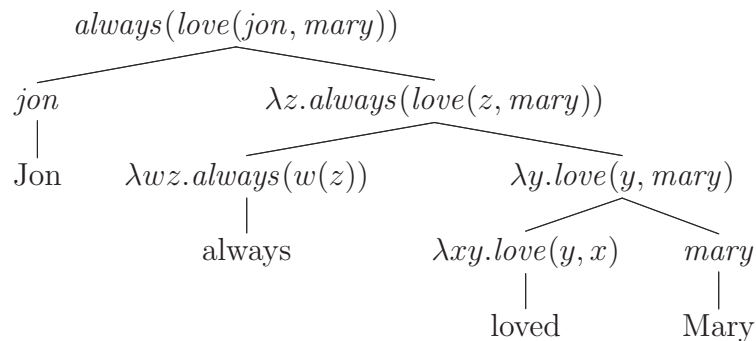 always(love(jon, mary))
jon λz.always(love(z, mary))
Jon λwz.always(w(z)) λy.love(y, mary)
always λxy.love(y, x) mary
loved Mary